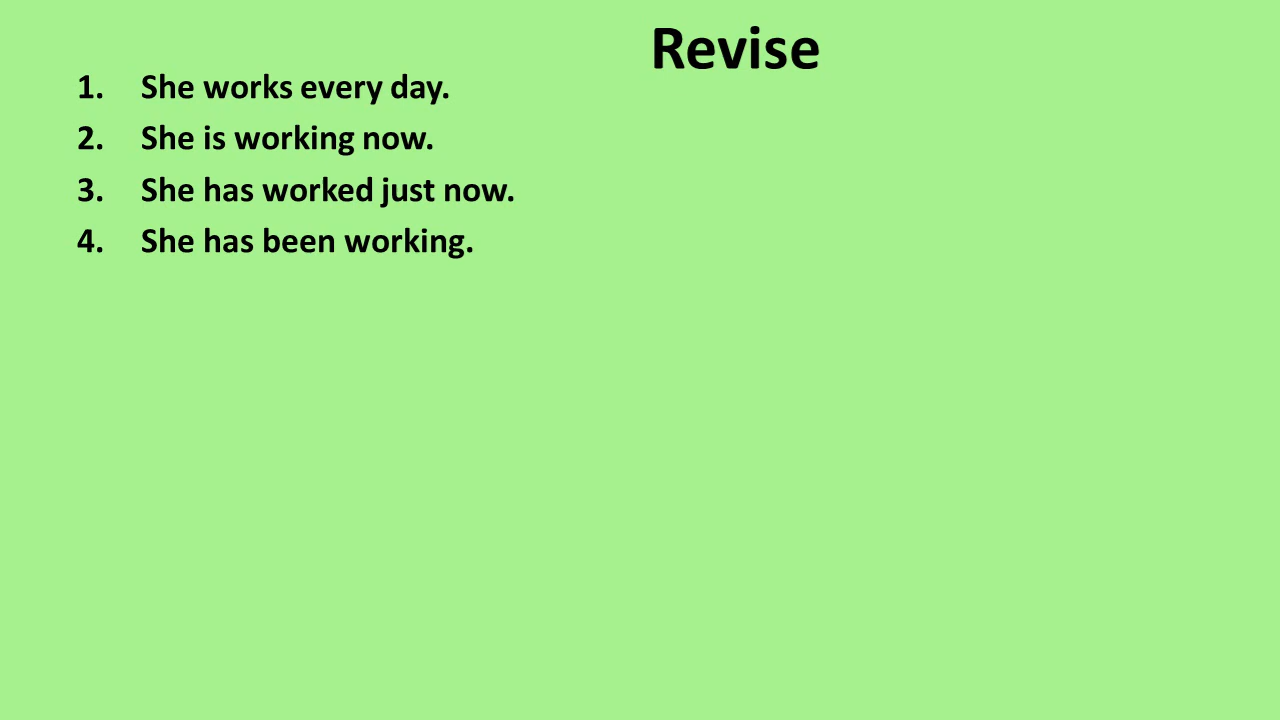 Revise
1. She works every day.
2. She is working now.
3. She has worked just now.
4. She has been working.